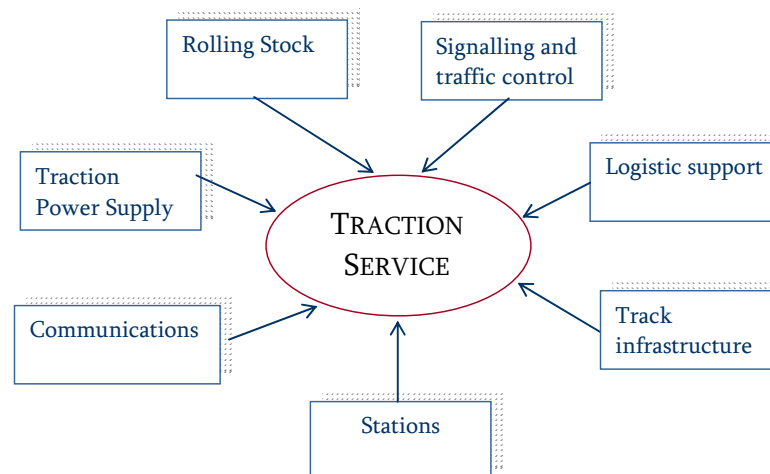 Rolling Stock
Signalling and
traffic control
Traction
Power Supply
Logistic support
TRACTION
SERVICE
Communications
Track
infrastructure
Stations